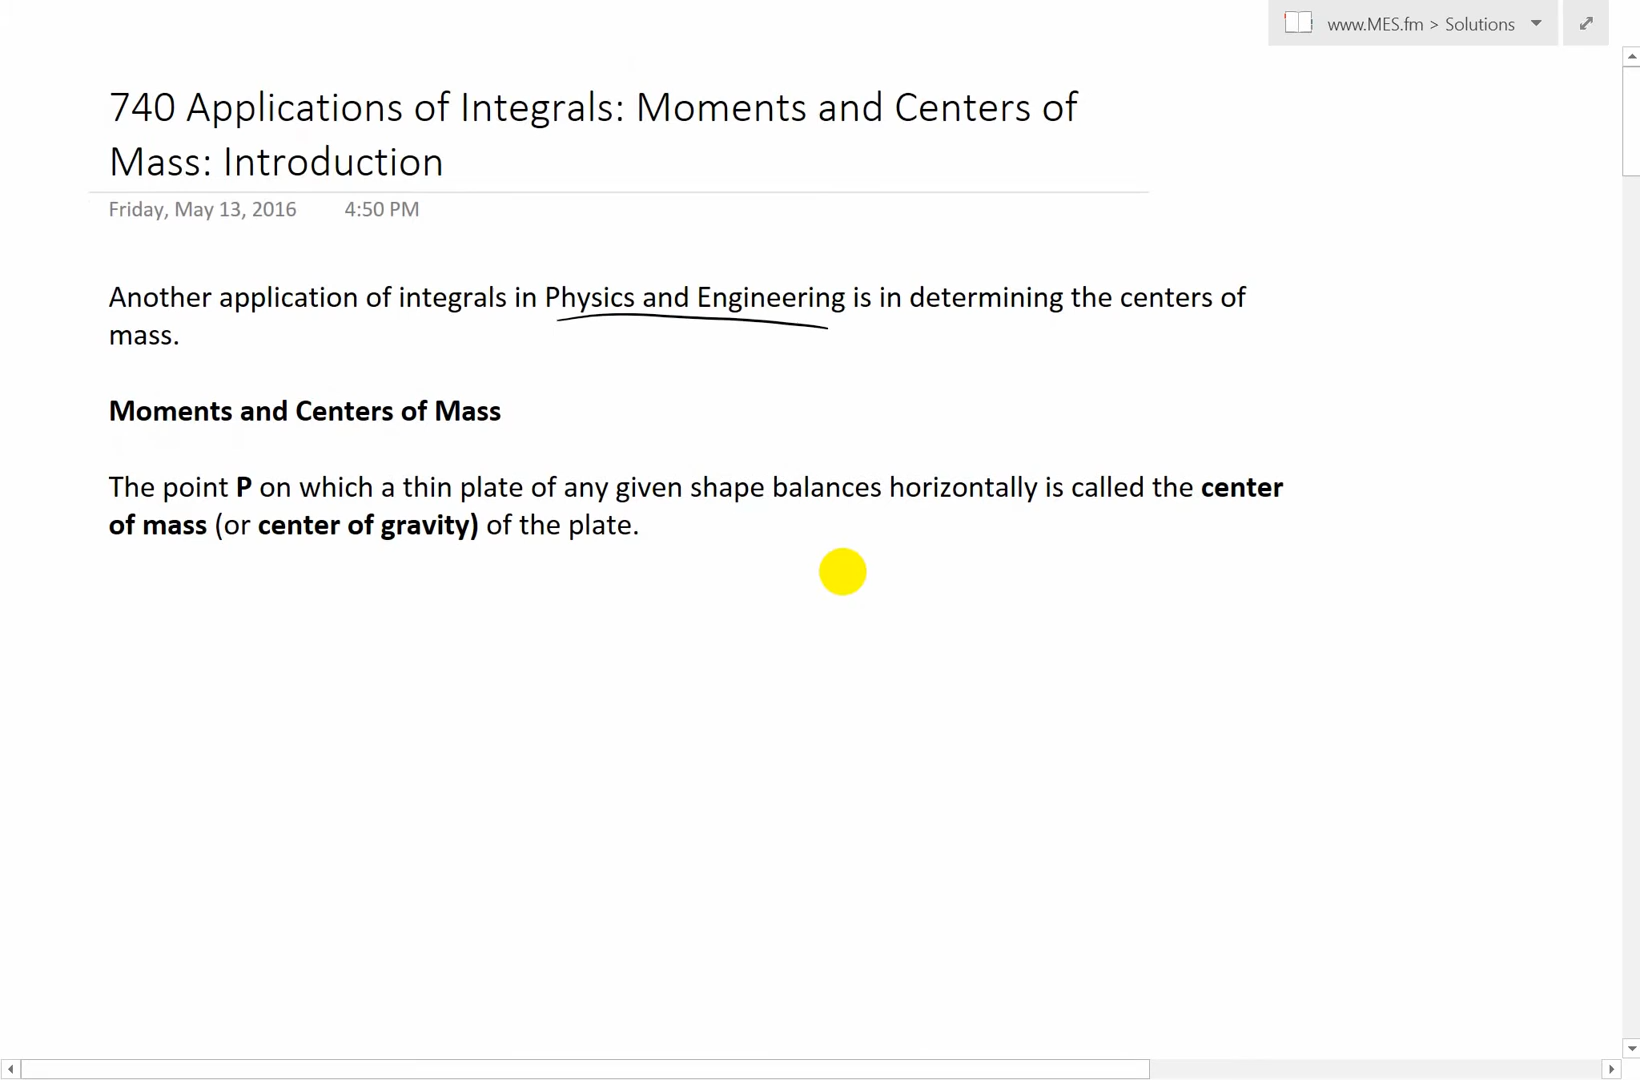 www.MES.fm > Solutions
740 Applications of Integrals: Moments and Centers of
Mass: Introduction
Friday, May 13, 2016 4:50 PM
Another application of integrals in Physics and Engineering is in determining the centers of
mass.
Moments and Centers of Mass
The point P on which a thin plate of any given shape balances horizontally is called the center
of mass (or center of gravity) of the plate.